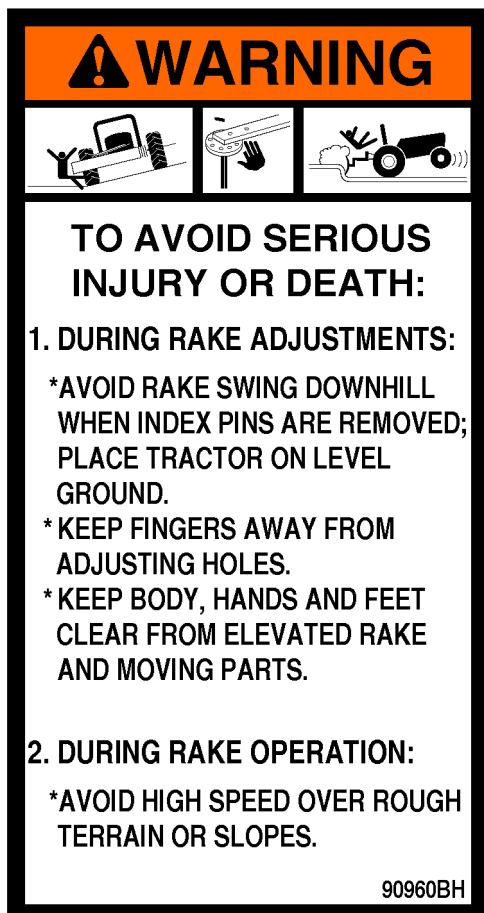 WARNING
TO AVOID SERIOUS
INJURY OR DEATH:
1. DURING RAKE ADJUSTMENTS:
*AVOID RAKE SWING DOWNHILL
WHEN INDEX PINS ARE REMOVED;
PLACE TRACTOR ON LEVEL
GROUND.
* KEEP FINGERS AWAY FROM
ADJUSTING HOLES.
* KEEP BODY, HANDS AND FEET
CLEAR FROM ELEVATED RAKE
AND MOVING PARTS.
2. DURING RAKE OPERATION:
*AVOID HIGH SPEED OVER ROUGH
TERRAIN OR SLOPES.
90960BH